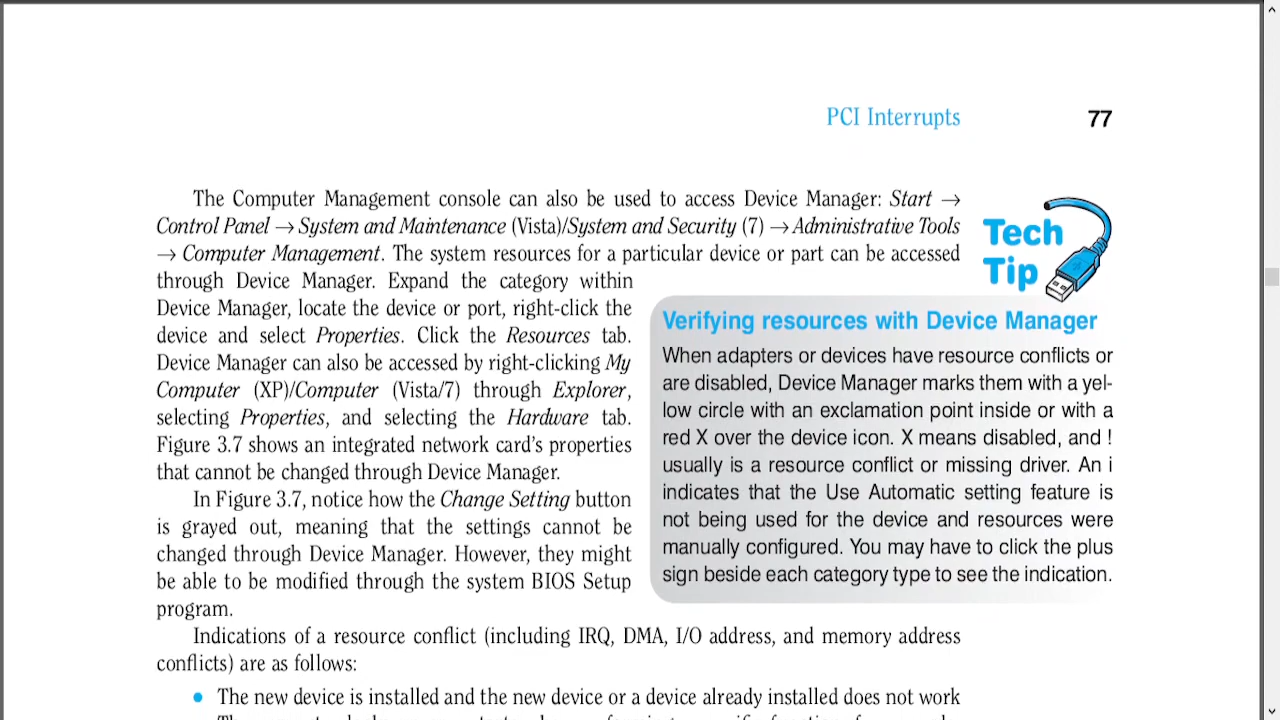 PCI Interrupts 77
The Computer Management console can also be used to access Device Manager: Start →
Control Panel → System and Maintenance (Vista)/System and Security (7) → Administrative Tools
→ Computer Management. The system resources for a particular device or part can be accessed
through Device Manager. Expand the category within
Device Manager, locate the device or port, right-click the
device and select Properties. Click the Resources tab.
Device Manager can also be accessed by right-clicking My
Computer (XP)/Computer (Vista/7) through Explorer,
selecting Properties, and selecting the Hardware tab.
Figure 3.7 shows an integrated network card's properties
that cannot be changed through Device Manager.
In Figure 3.7, notice how the Change Setting button
is grayed out, meaning that the settings cannot be
changed through Device Manager. However, they might
be able to be modified through the system BIOS Setup
program.
Tech
Tip
Verifying resources with Device Manager
When adapters or devices have resource conflicts or
are disabled, Device Manager marks them with a yel-
low circle with an exclamation point inside or with a
red X over the device icon. X means disabled, and !
usually is a resource conflict or missing driver. An i
indicates that the Use Automatic setting feature is
not being used for the device and resources were
manually configured. You may have to click the plus
sign beside each category type to see the indication.
Indications of a resource conflict (including IRQ, DMA, I/O address, and memory address
conflicts) are as follows:
• The new device is installed and the new device or a device already installed does not work